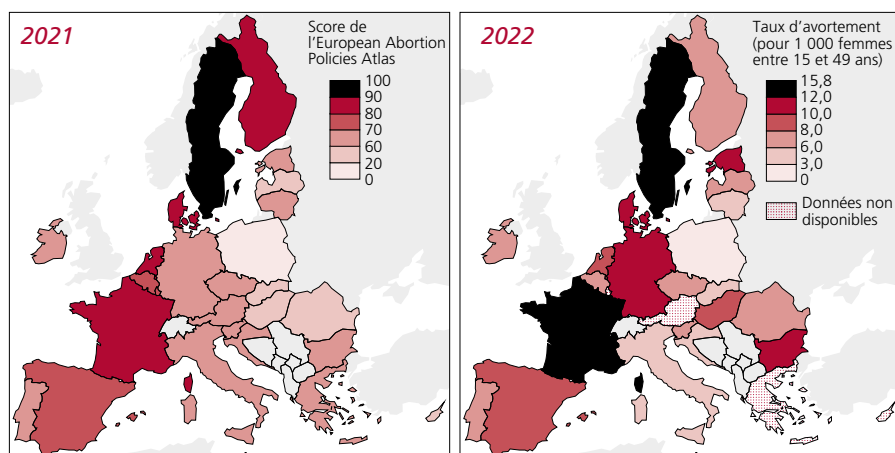 2021
Score de
l'European Abortion
Policies Atlas
100
90
80
70
60
20
0
2022
Taux d'avortement
(pour 1 000 femmes
entre 15 et 49 ans)
15,8
12,0
10,0
8,0
6,0
3,0
0
Données non
disponibles